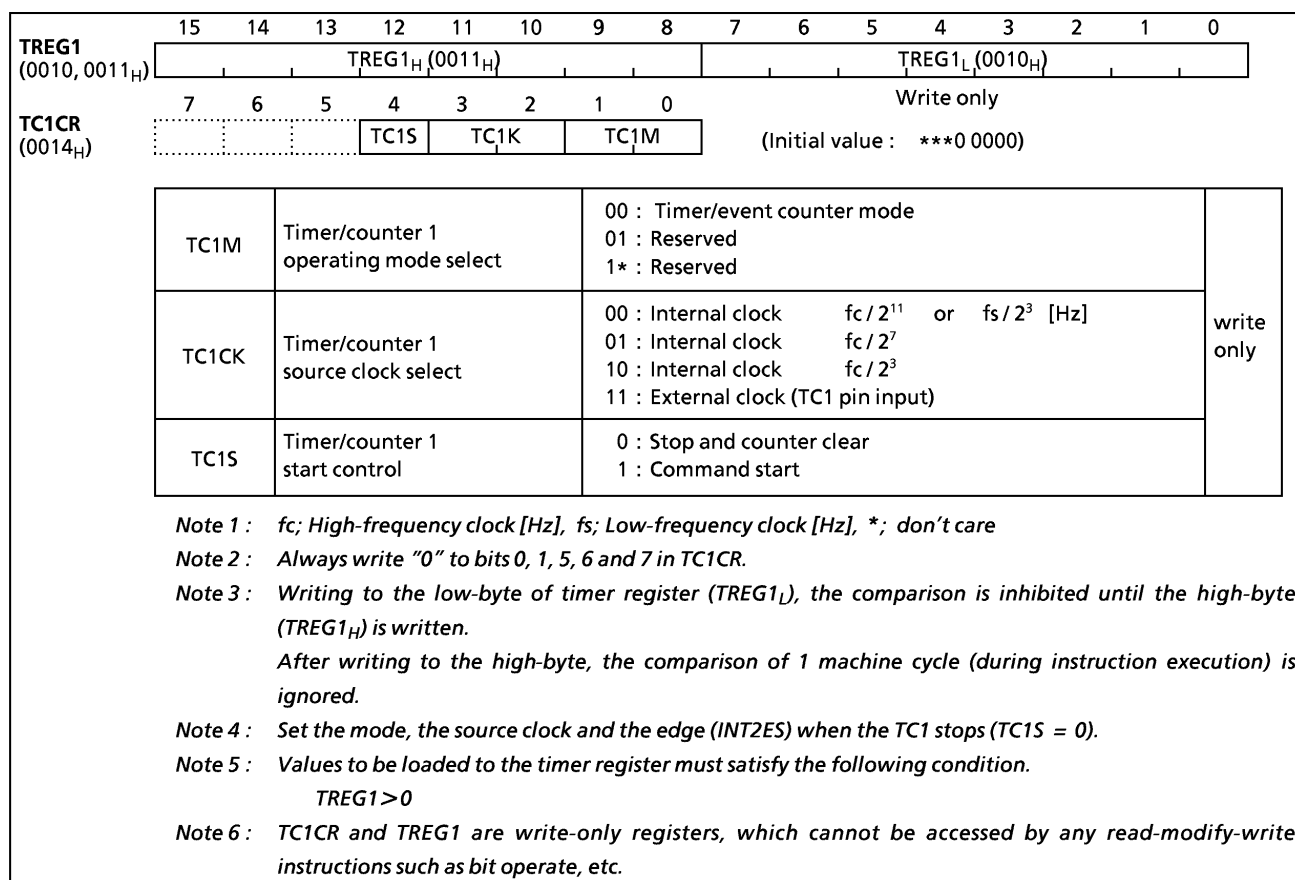 15 14 13 12 11 10 9 8 7 6 5 4 3 2 1 0
TREG1
(0010, 0011H)
TREG1H (0011H) TREG1L (0010H)
Write only
7 6 5 4 3 2 1 0
TC1CR
(0014H)
TC1S TC1K TC1M (Initial value : ***0 0000)
TC1M
Timer/counter 1
operating mode select
00 : Timer/event counter mode
01 : Reserved
1* : Reserved
TC1CK
Timer/counter 1
source clock select
00 : Internal clock fc / 2¹¹ or fs / 2³ [Hz]
01 : Internal clock fc / 2⁷
10 : Internal clock fc / 2³
11 : External clock (TC1 pin input)
TC1S
Timer/counter 1
start control
0 : Stop and counter clear
1 : Command start
write
only
Note 1 : fc; High-frequency clock [Hz], fs; Low-frequency clock [Hz], *; don't care
Note 2 : Always write "0" to bits 0, 1, 5, 6 and 7 in TC1CR.
Note 3 : Writing to the low-byte of timer register (TREG1L), the comparison is inhibited until the high-byte
(TREG1H) is written.
After writing to the high-byte, the comparison of 1 machine cycle (during instruction execution) is
ignored.
Note 4 : Set the mode, the source clock and the edge (INT2ES) when the TC1 stops (TC1S = 0).
Note 5 : Values to be loaded to the timer register must satisfy the following condition.
TREG1>0
Note 6 : TC1CR and TREG1 are write-only registers, which cannot be accessed by any read-modify-write
instructions such as bit operate, etc.